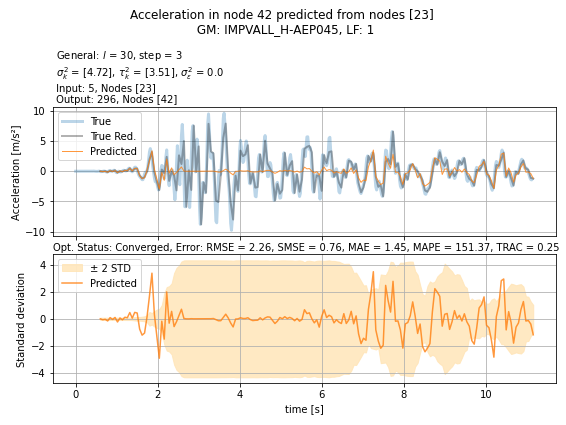 Acceleration in node 42 predicted from nodes [23]
GM: IMPVALL_H-AEP045, LF: 1
General: l = 30, step = 3
σ²ₖ = [4.72], τ²ₖ = [3.51], σ²ₑ = 0.0
Input: 5, Nodes [23]
Output: 296, Nodes [42]
10
5
0
−5
−10
Acceleration [m/s²]
True
True Red.
Predicted
Opt. Status: Converged, Error: RMSE = 2.26, SMSE = 0.76, MAE = 1.45, MAPE = 151.37, TRAC = 0.25
4
2
0
−2
−4
Standard deviation
± 2 STD
Predicted
0 2 4 6 8 10
time [s]